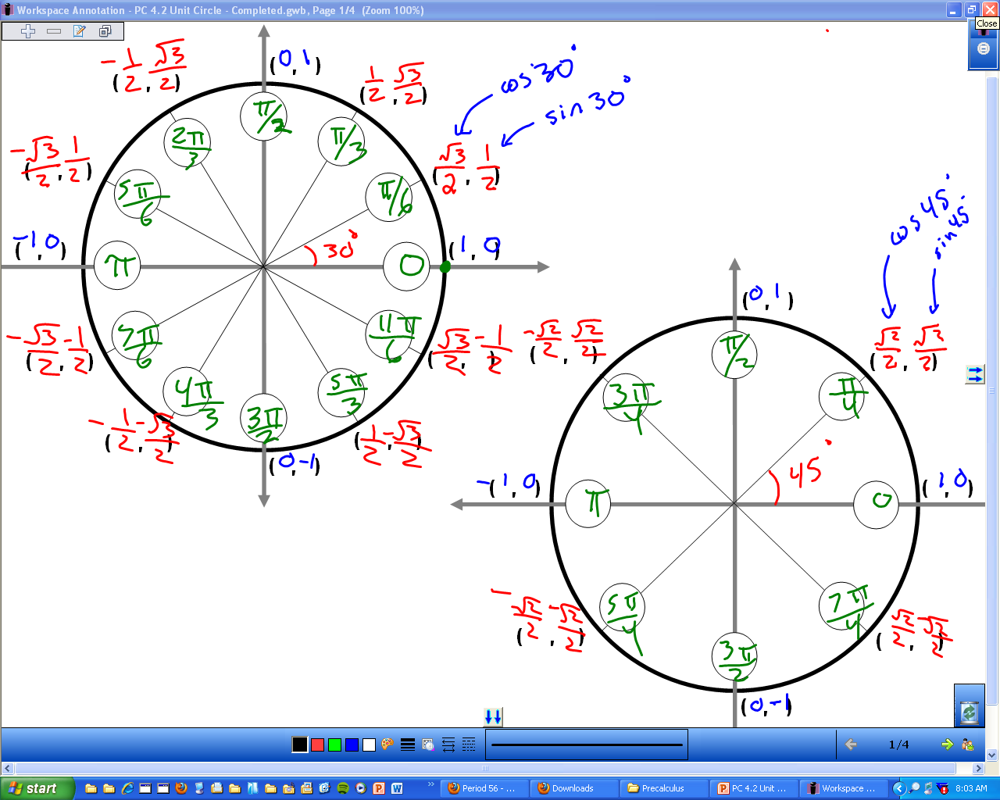 Workspace Annotation - PC 4.2 Unit Circle - Completed.gwb, Page 1/4 (Zoom 100%)
Close
(0, 1)
(-1/2, √3/2)
(1/2, √3/2)
cos 30°
sin 30°
(-√3/2, 1/2)
(√3/2, 1/2)
π/2
2π/3
π/3
5π/6
π/6
(-1, 0)
π
30°
0
(1, 0)
7π/6
11π/6
(-√3/2, -1/2)
(√3/2, -1/2)
4π/3
5π/3
3π/2
(-1/2, -√3/2)
(1/2, -√3/2)
(0, -1)
cos 45°
sin 45°
(0, 1)
(-√2/2, √2/2)
(√2/2, √2/2)
π/2
3π/4
π/4
45°
-(1, 0)
π
0
(1, 0)
5π/4
7π/4
3π/2
(-√2/2, -√2/2)
(√2/2, -√2/2)
(0, -1)
1/4
start
Period 56 - ...
Downloads
Precalculus
PC 4.2 Unit ...
Workspace ...
8:03 AM